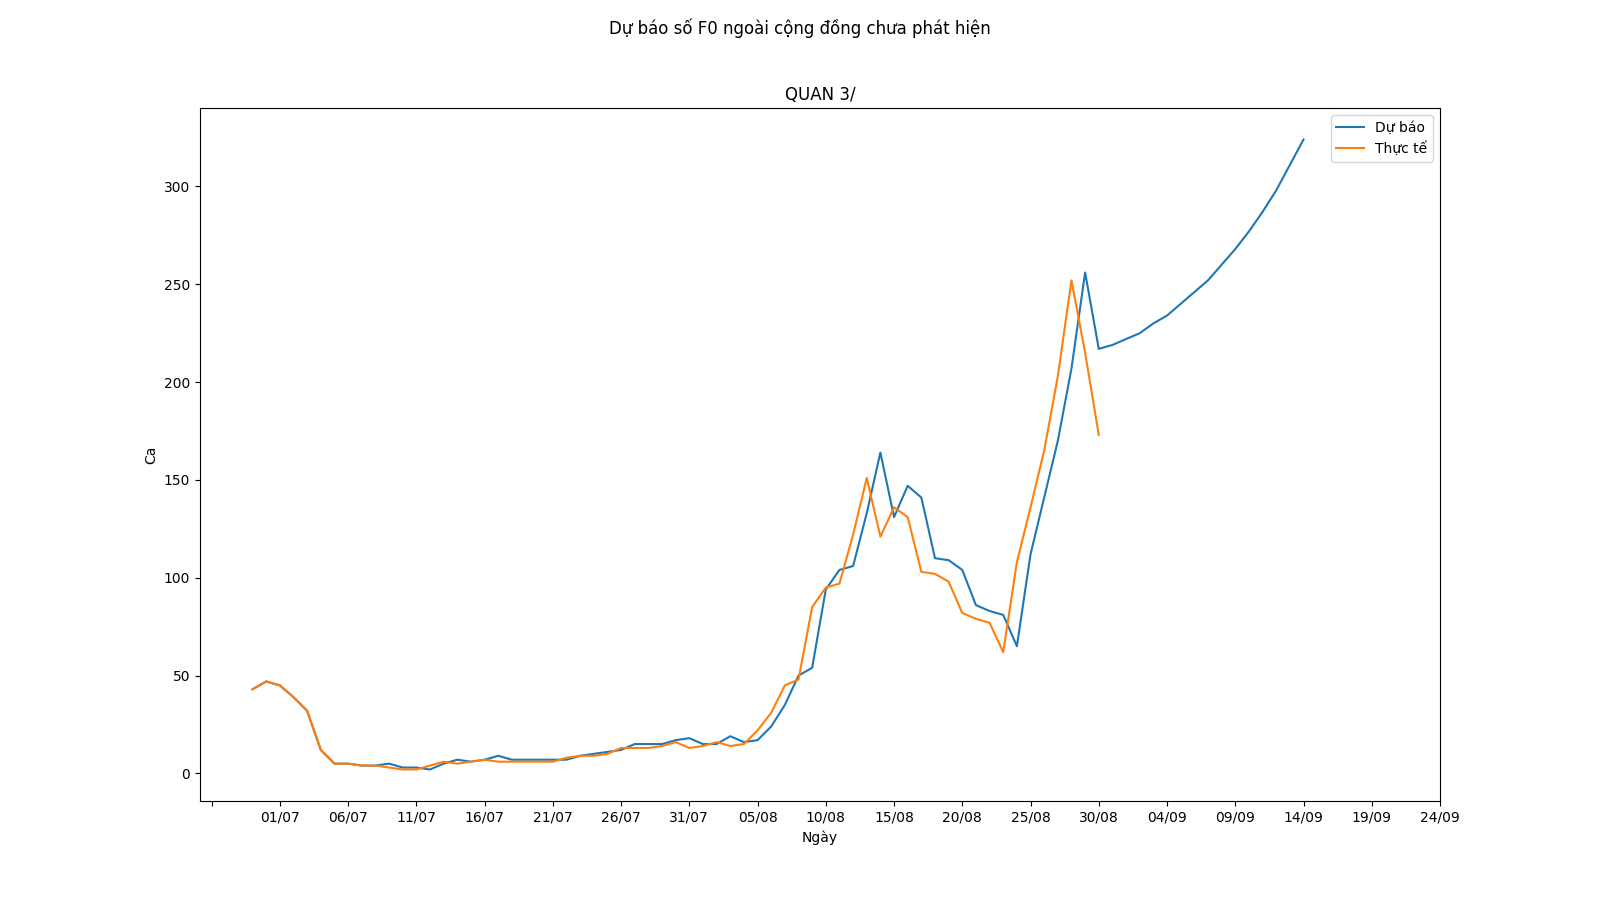 Dự báo số F0 ngoài cộng đồng chưa phát hiện
QUAN 3/
Dự báo
Thực tế
300
250
200
150
100
50
0
Ca
01/07 06/07 11/07 16/07 21/07 26/07 31/07 05/08 10/08 15/08 20/08 25/08 30/08 04/09 09/09 14/09 19/09 24/09
Ngày